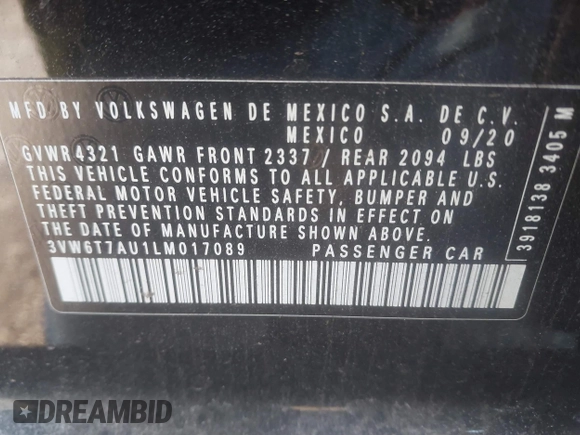 MFD BY VOLKSWAGEN DE MEXICO S.A. DE C.V.
MEXICO 09/20
GVWR4321 GAWR FRONT 2337/ REAR 2094 LBS
THIS VEHICLE CONFORMS TO ALL APPLICABLE U.S.
FEDERAL MOTOR VEHICLE SAFETY, BUMPER AND
THEFT PREVENTION STANDARDS IN EFFECT ON
THE DATE OF MANUFACTURE SHOWN ABOVE.
3VW6T7AU1LM017089 PASSENGER CAR
3918138 3405 M
DREAMBID